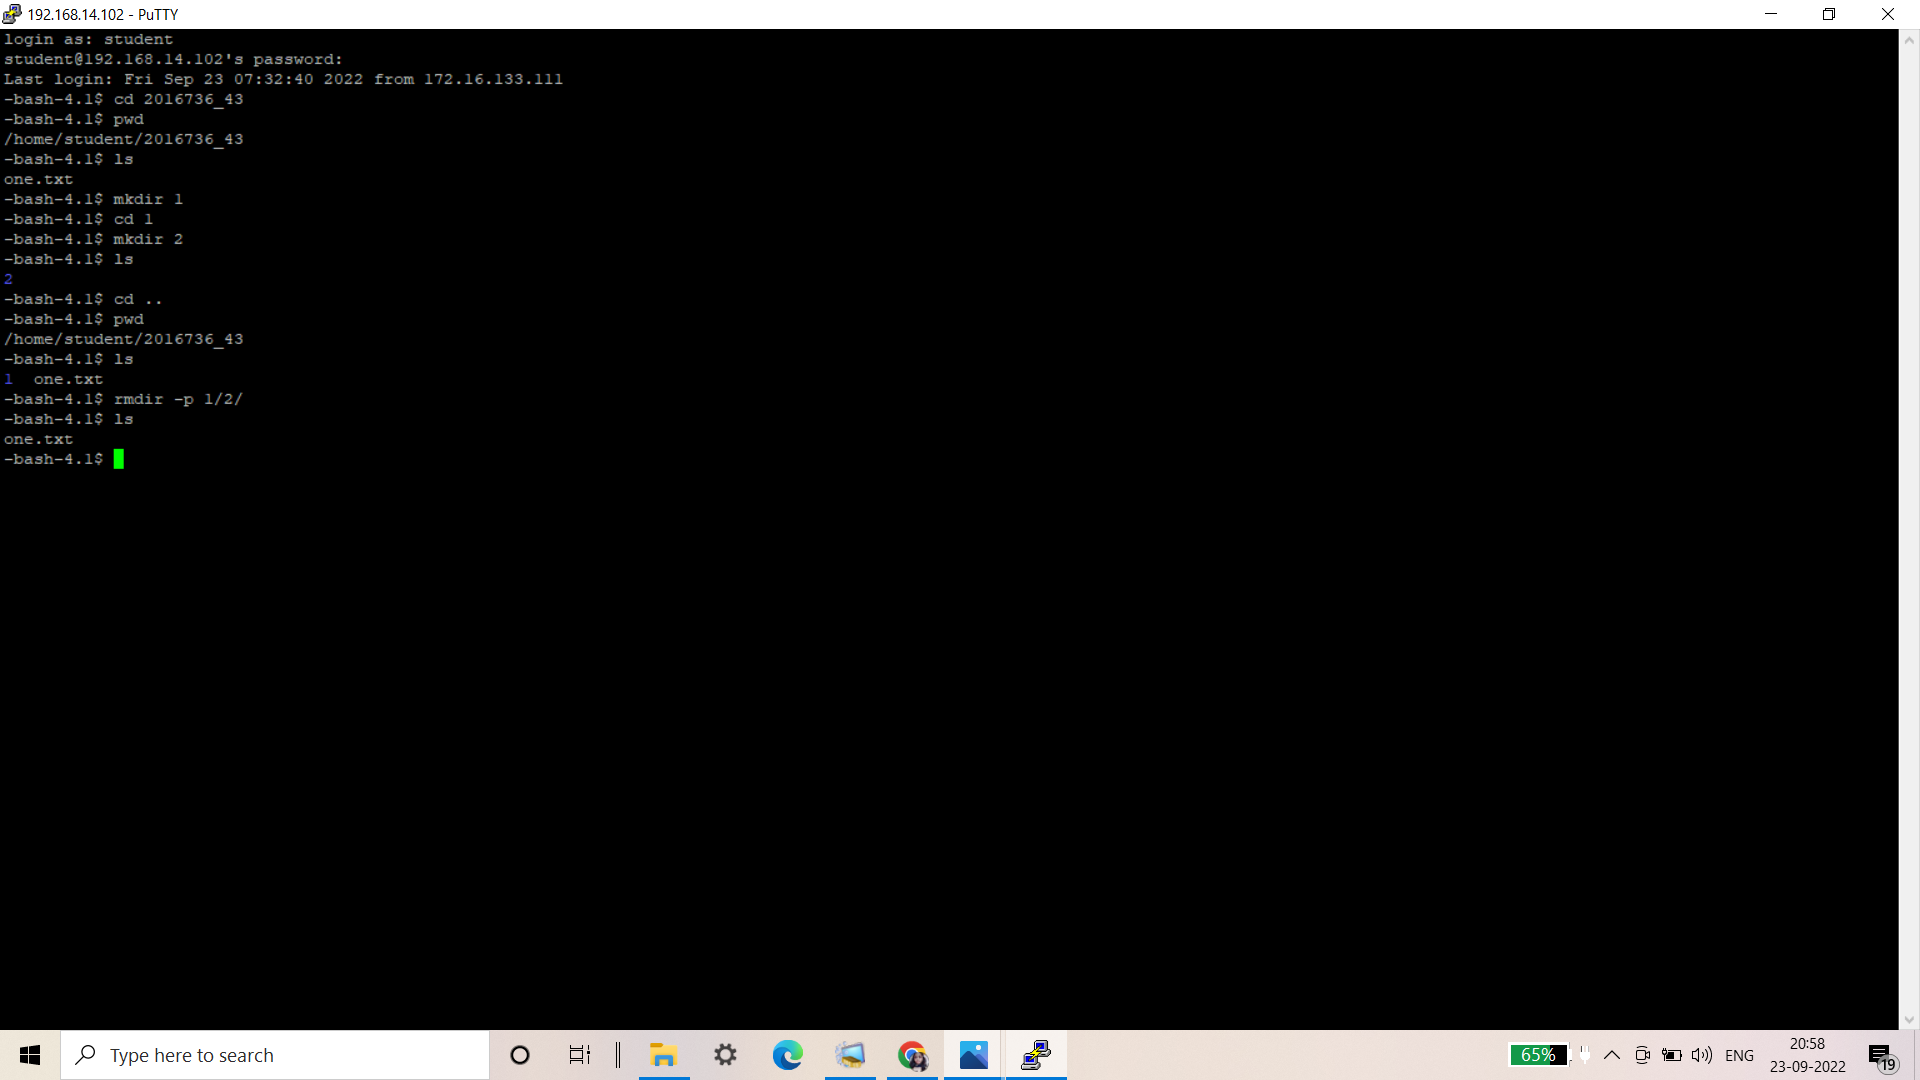 192.168.14.102 - PuTTY
login as: student
student@192.168.14.102's password:
Last login: Fri Sep 23 07:32:40 2022 from 172.16.133.111
-bash-4.1$ cd 2016736_43
-bash-4.1$ pwd
/home/student/2016736_43
-bash-4.1$ ls
one.txt
-bash-4.1$ mkdir 1
-bash-4.1$ cd 1
-bash-4.1$ mkdir 2
-bash-4.1$ ls
2
-bash-4.1$ cd ..
-bash-4.1$ pwd
/home/student/2016736_43
-bash-4.1$ ls
1  one.txt
-bash-4.1$ rmdir -p 1/2/
-bash-4.1$ ls
one.txt
-bash-4.1$
Type here to search
65%
ENG
20:58
23-09-2022
19